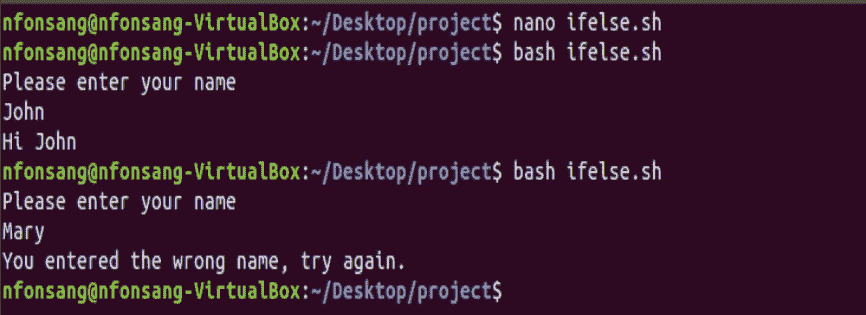 nfonsang@nfonsang-VirtualBox:~/Desktop/project$ nano ifelse.sh
nfonsang@nfonsang-VirtualBox:~/Desktop/project$ bash ifelse.sh
Please enter your name
John
Hi John
nfonsang@nfonsang-VirtualBox:~/Desktop/project$ bash ifelse.sh
Please enter your name
Mary
You entered the wrong name, try again.
nfonsang@nfonsang-VirtualBox:~/Desktop/project$